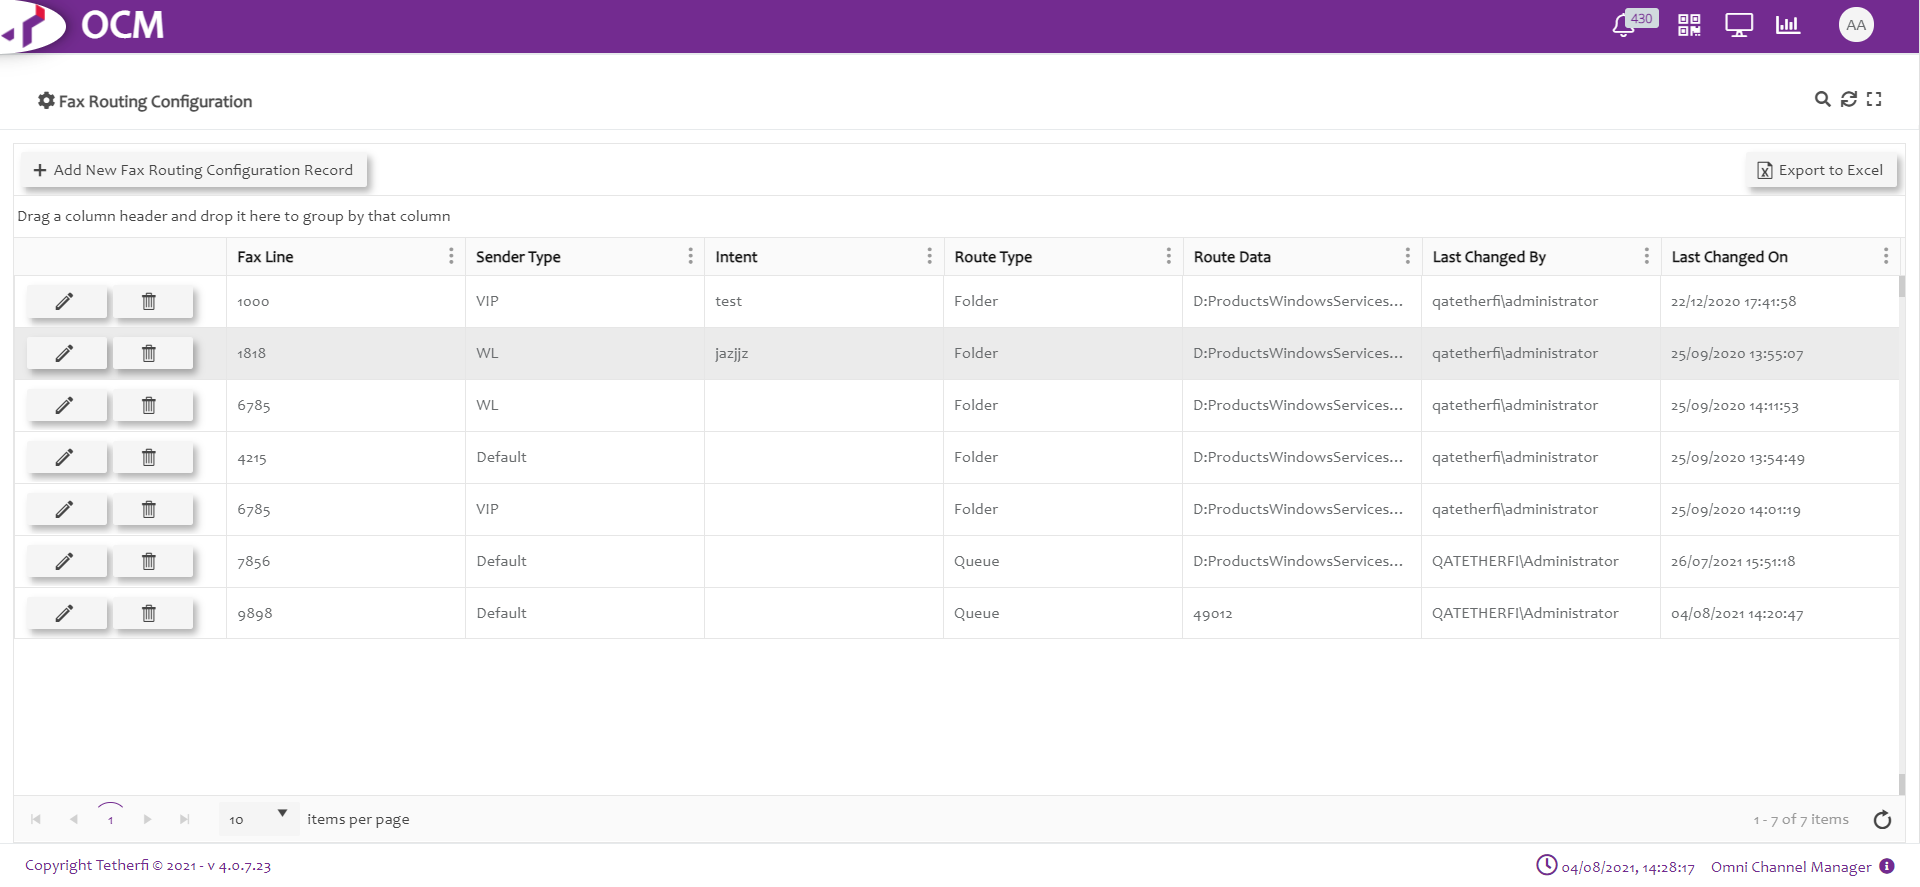 OCM
430
AA
Fax Routing Configuration
+ Add New Fax Routing Configuration Record
Export to Excel
Drag a column header and drop it here to group by that column
Fax Line Sender Type Intent Route Type Route Data Last Changed By Last Changed On
1000 VIP test Folder D:ProductsWindowsServices... qatetherfi\administrator 22/12/2020 17:41:58
1818 WL jazjjz Folder D:ProductsWindowsServices... qatetherfi\administrator 25/09/2020 13:55:07
6785 WL Folder D:ProductsWindowsServices... qatetherfi\administrator 25/09/2020 14:11:53
4215 Default Folder D:ProductsWindowsServices... qatetherfi\administrator 25/09/2020 13:54:49
6785 VIP Folder D:ProductsWindowsServices... qatetherfi\administrator 25/09/2020 14:01:19
7856 Default Queue D:ProductsWindowsServices... QATETHERFI\Administrator 26/07/2021 15:51:18
9898 Default Queue 49012 QATETHERFI\Administrator 04/08/2021 14:20:47
1 10 items per page 1 - 7 of 7 items
Copyright Tetherfi © 2021 - v 4.0.7.23 04/08/2021, 14:28:17 Omni Channel Manager